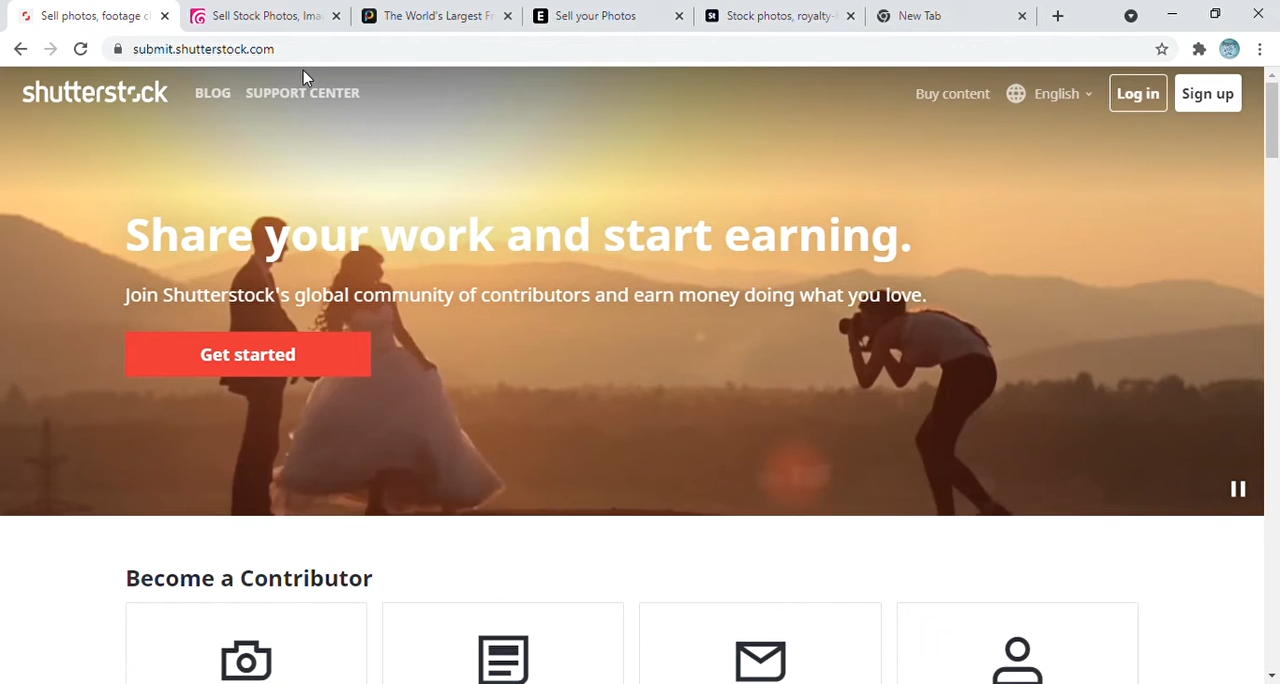 Sell photos, footage c
Sell Stock Photos, Ima
The World's Largest Fr
E Sell your Photos
St Stock photos, royalty-
New Tab
submit.shutterstock.com
shutterstock
BLOG SUPPORT CENTER
Buy content English Log in Sign up
Share your work and start earning.
Join Shutterstock's global community of contributors and earn money doing what you love.
Get started
Become a Contributor